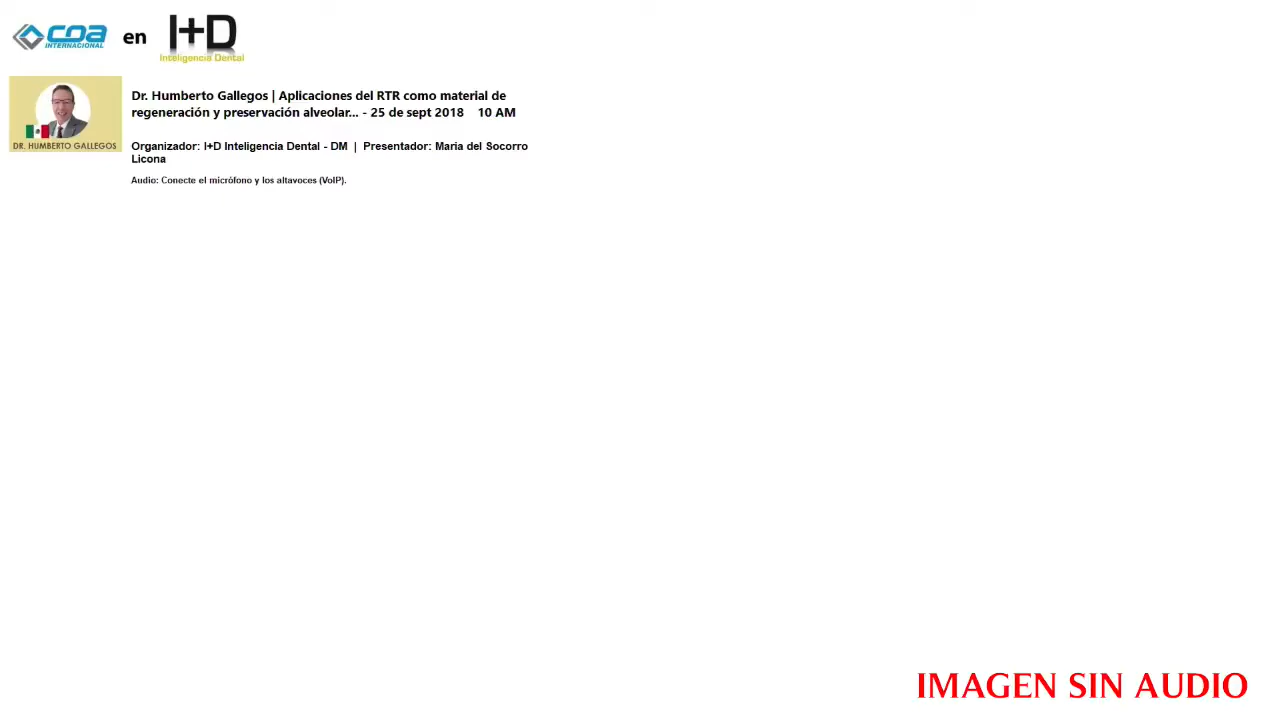 coa
INTERNACIONAL
en
I+D
Inteligencia Dental
DR. HUMBERTO GALLEGOS
Dr. Humberto Gallegos | Aplicaciones del RTR como material de
regeneración y preservación alveolar... - 25 de sept 2018 10 AM
Organizador: I+D Inteligencia Dental - DM | Presentador: Maria del Socorro
Licona
Audio: Conecte el micrófono y los altavoces (VoIP).
IMAGEN SIN AUDIO